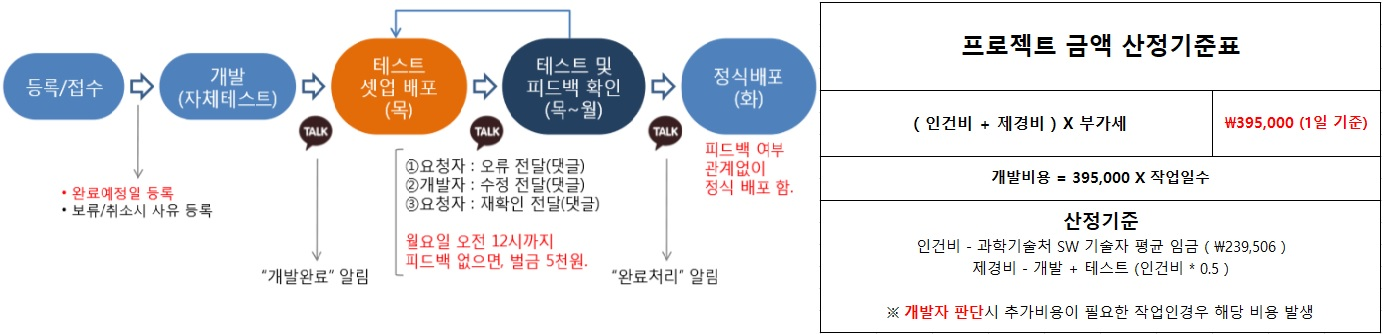 등록/접수
개발
(자체테스트)
테스트
셋업 배포
(목)
테스트 및
피드백 확인
(목~월)
정식배포
(화)
TALK
TALK
TALK
• 완료예정일 등록
• 보류/취소시 사유 등록
"개발완료" 알림
①요청자 : 오류 전달(댓글)
②개발자 : 수정 전달(댓글)
③요청자 : 재확인 전달(댓글)
월요일 오전 12시까지
피드백 없으면, 벌금 5천원.
"완료처리" 알림
피드백 여부
관계없이
정식 배포 함.
프로젝트 금액 산정기준표
( 인건비 + 제경비 ) X 부가세
₩395,000 (1일 기준)
개발비용 = 395,000 X 작업일수
산정기준
인건비 - 과학기술처 SW 기술자 평균 임금 ( ₩239,506 )
제경비 - 개발 + 테스트 (인건비 * 0.5 )
※ 개발자 판단시 추가비용이 필요한 작업인경우 해당 비용 발생